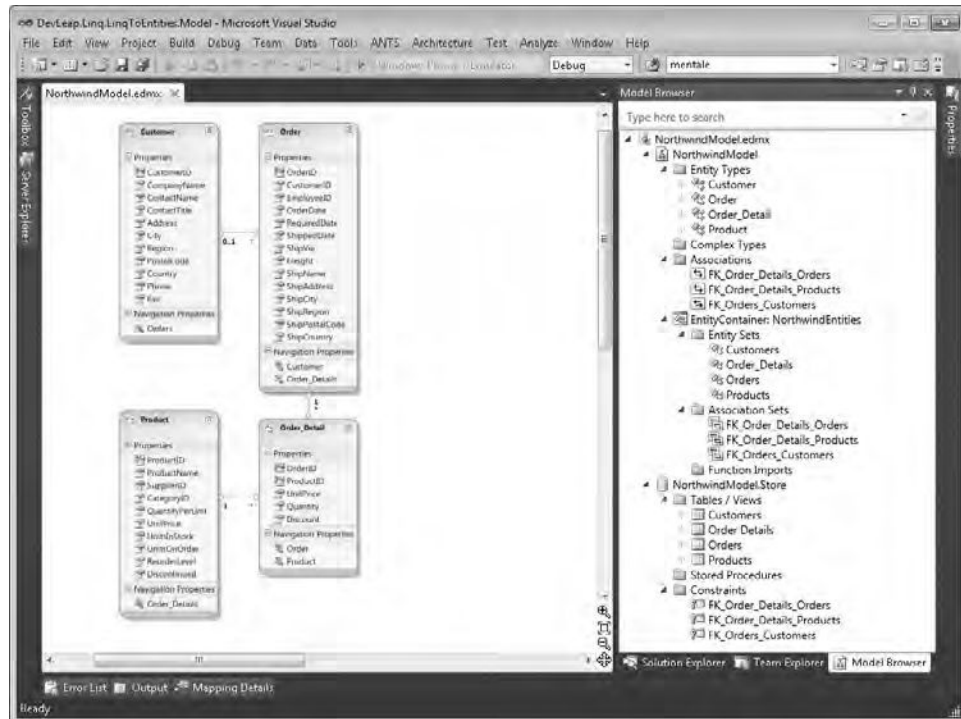 DevLeap.Linq.LinqToEntities.Model - Microsoft Visual Studio
File Edit View Project Build Debug Team Data Tools ANTS Architecture Test Analyze Window Help
Debug
mentale
Toolbox
Server Explorer
NorthwindModel.edmx
Customer
Properties
CustomerID
CompanyName
ContactName
ContactTitle
Address
City
Region
PostalCode
Country
Phone
Fax
Navigation Properties
Orders
0..1
*
Order
Properties
OrderID
CustomerID
EmployeeID
OrderDate
RequiredDate
ShippedDate
ShipVia
Freight
ShipName
ShipAddress
ShipCity
ShipRegion
ShipPostalCode
ShipCountry
Navigation Properties
Customer
Order_Details
1
*
Product
Properties
ProductID
ProductName
SupplierID
CategoryID
QuantityPerUnit
UnitPrice
UnitsInStock
UnitsOnOrder
ReorderLevel
Discontinued
Navigation Properties
Order_Details
1
*
Order_Detail
Properties
OrderID
ProductID
UnitPrice
Quantity
Discount
Navigation Properties
Order
Product
Model Browser
Type here to search
NorthwindModel.edmx
NorthwindModel
Entity Types
Customer
Order
Order_Detail
Product
Complex Types
Associations
FK_Order_Details_Orders
FK_Order_Details_Products
FK_Orders_Customers
EntityContainer: NorthwindEntities
Entity Sets
Customers
Order_Details
Orders
Products
Association Sets
FK_Order_Details_Orders
FK_Order_Details_Products
FK_Orders_Customers
Function Imports
NorthwindModel.Store
Tables / Views
Customers
Order Details
Orders
Products
Stored Procedures
Constraints
FK_Order_Details_Orders
FK_Order_Details_Products
FK_Orders_Customers
Solution Explorer Team Explorer Model Browser
Properties
Error List Output Mapping Details
Ready